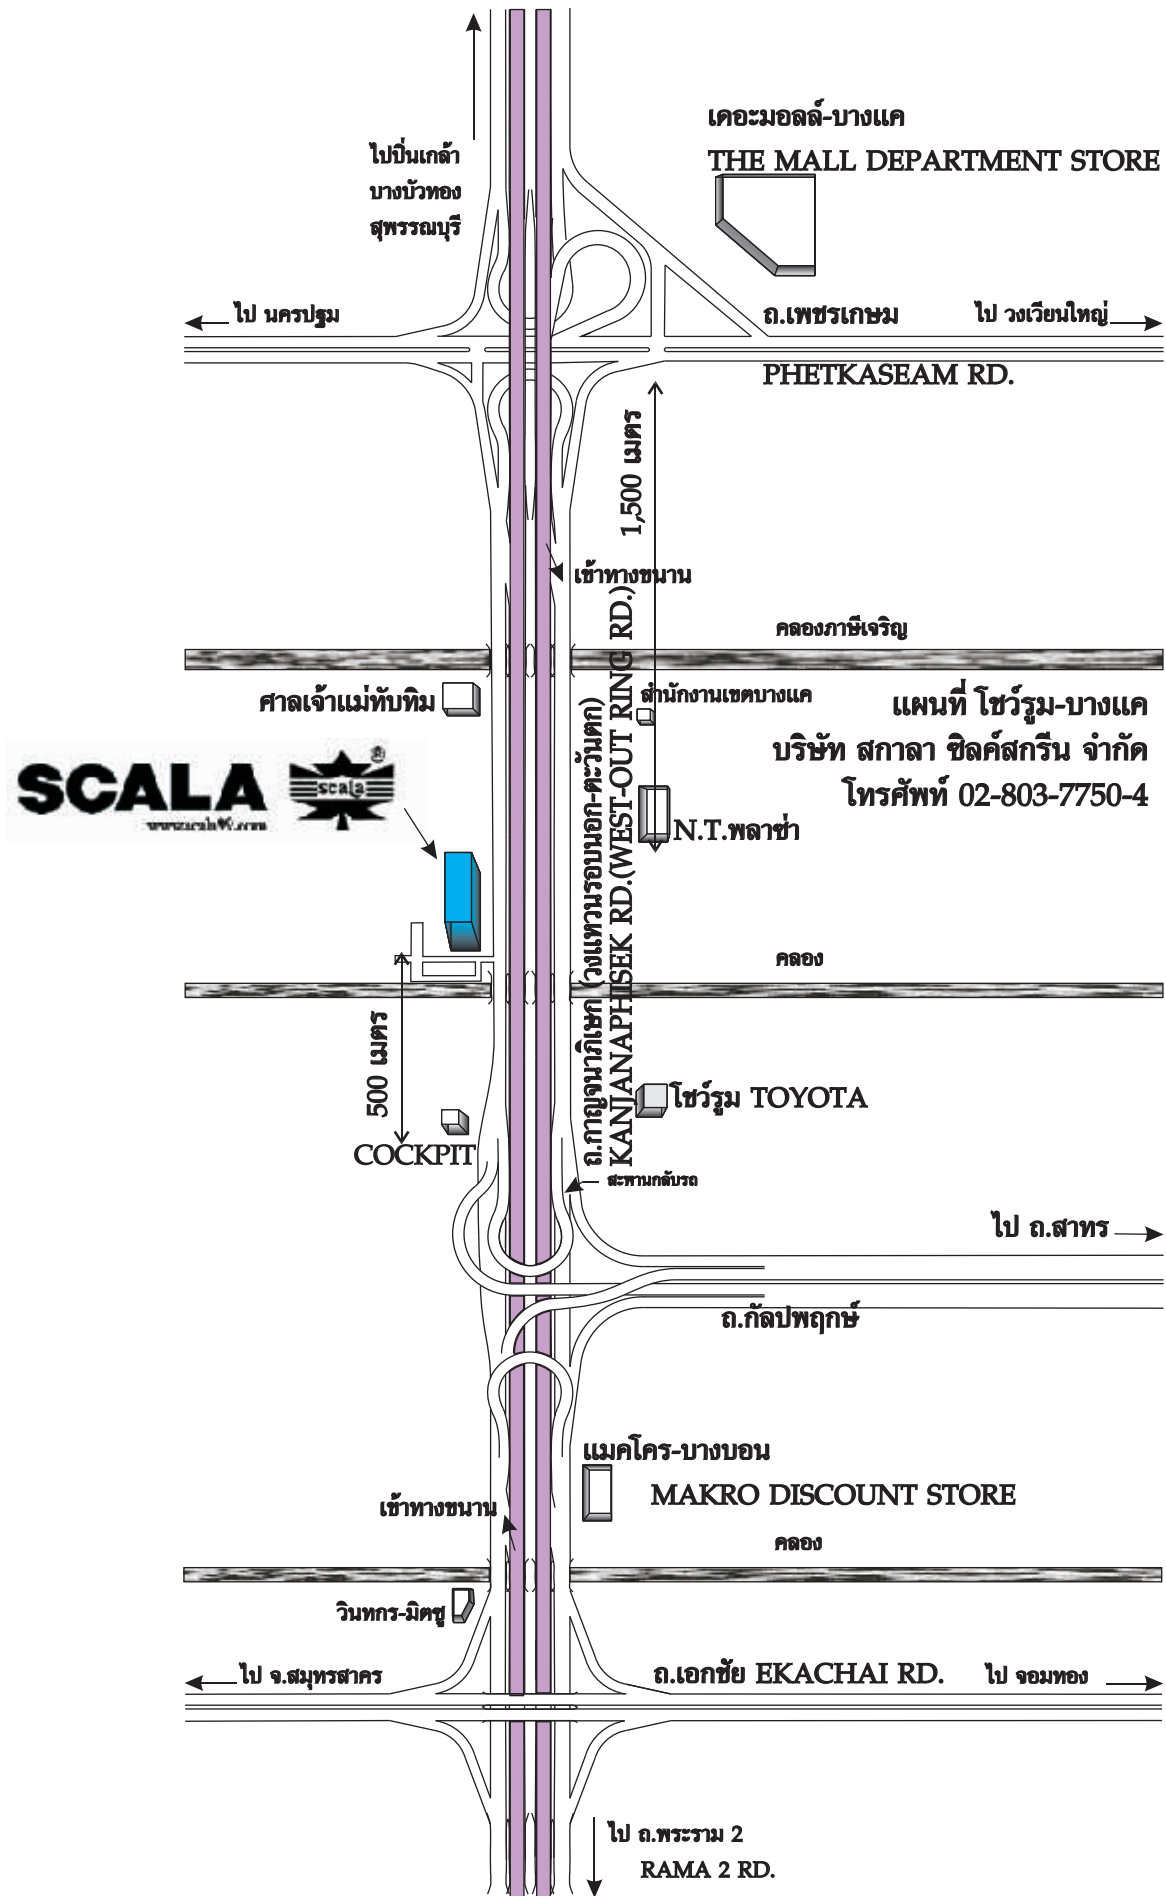 เดอะมอลล์-บางแค
THE MALL DEPARTMENT STORE
ไปปิ่นเกล้า
บางบัวทอง
สุพรรณบุรี
ไป นครปฐม
ถ.เพชรเกษม
ไป วงเวียนใหญ่
PHETKASEAM RD.
1,500 เมตร
เข้าทางขนาน
คลองภาษีเจริญ
ศาลเจ้าแม่ทับทิม
สำนักงานเขตบางแค
แผนที่ โชว์รูม-บางแค
บริษัท สกาลา ซิลค์สกรีน จำกัด
โทรศัพท์ 02-803-7750-4
SCALA
scala
®
N.T.พลาซ่า
ถ.กาญจนาภิเษก (วงแหวนรอบนอก-ตะวันตก)
KANJANAPHISEK RD.(WEST-OUT RING RD.)
คลอง
500 เมตร
โชว์รูม TOYOTA
COCKPIT
สะพานกลับรถ
ไป ถ.สาทร
ถ.กัลปพฤกษ์
แมคโคร-บางบอน
MAKRO DISCOUNT STORE
เข้าทางขนาน
คลอง
วินทกร-มิตซู
ไป จ.สมุทรสาคร
ถ.เอกชัย EKACHAI RD.
ไป จอมทอง
ไป ถ.พระราม 2
RAMA 2 RD.